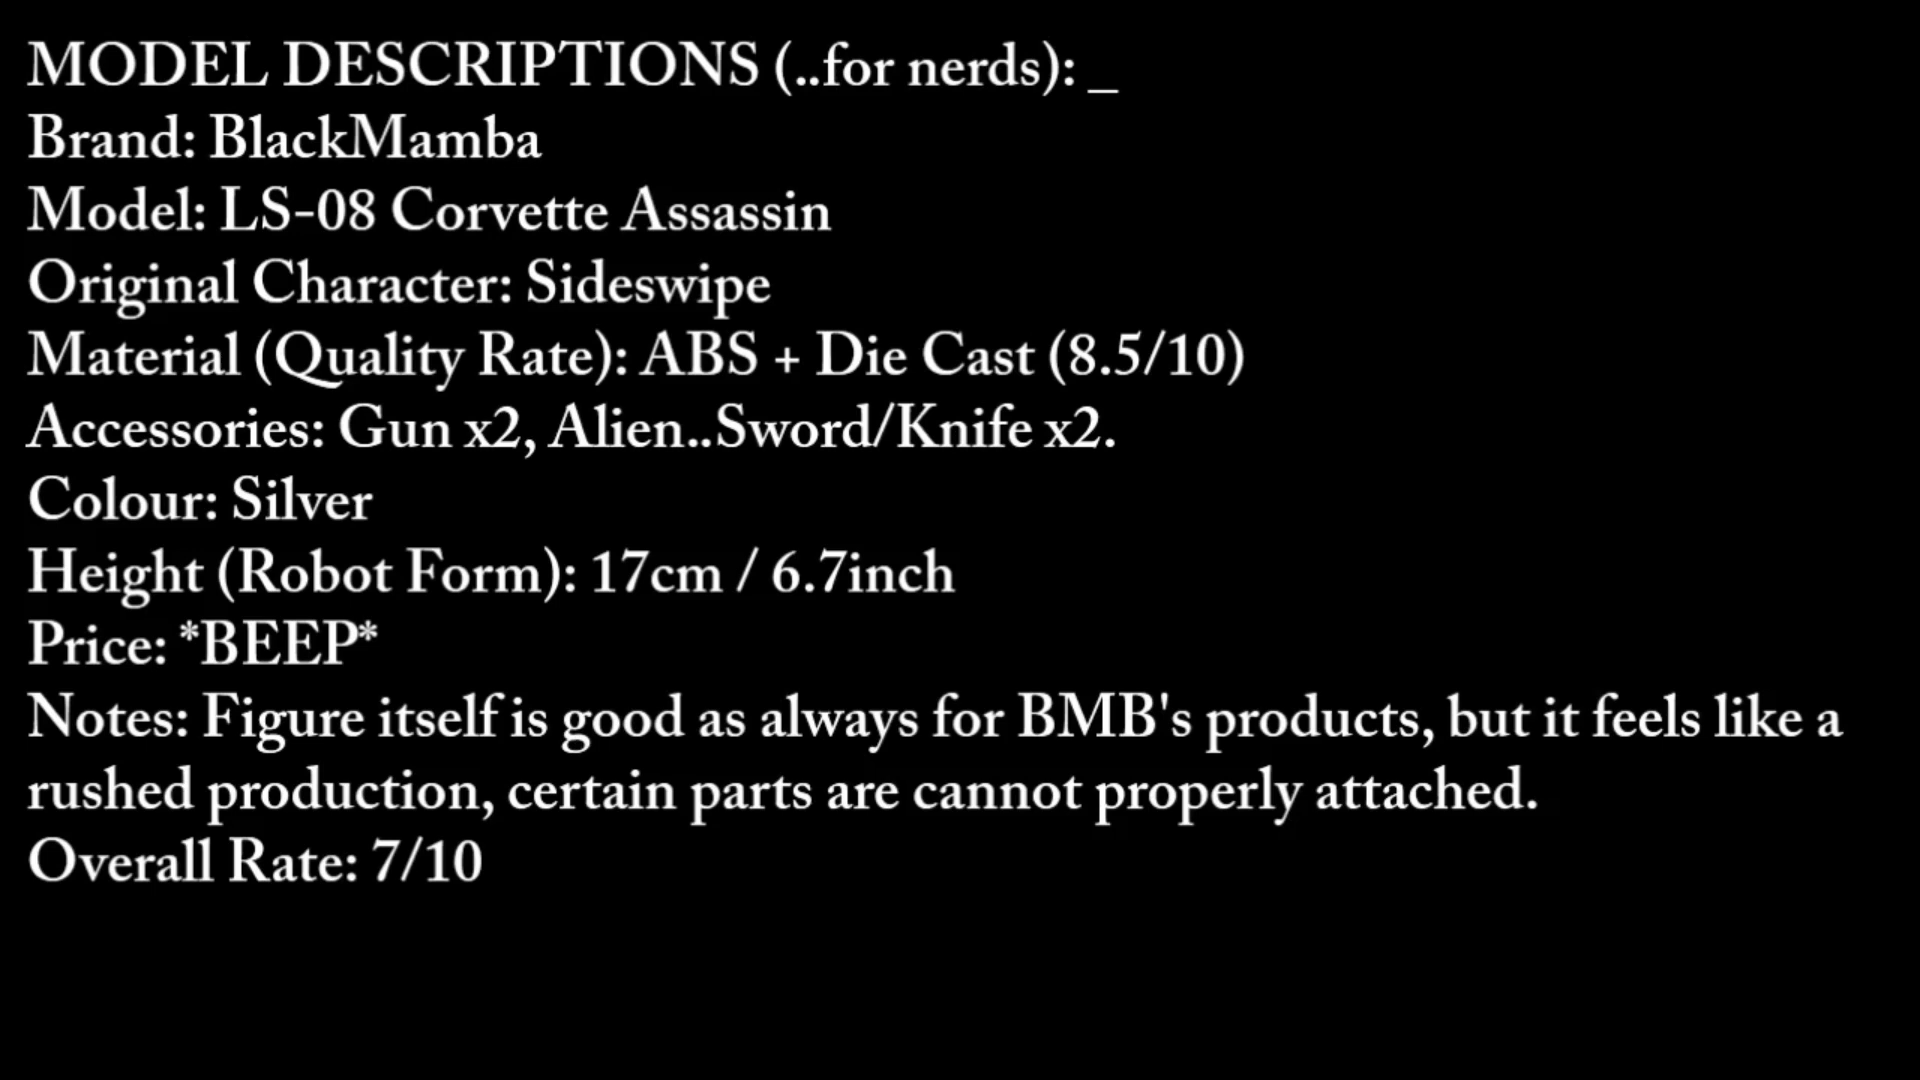 MODEL DESCRIPTIONS (..for nerds): _
Brand: BlackMamba
Model: LS-08 Corvette Assassin
Original Character: Sideswipe
Material (Quality Rate): ABS + Die Cast (8.5/10)
Accessories: Gun x2, Alien..Sword/Knife x2.
Colour: Silver
Height (Robot Form): 17cm / 6.7inch
Price: *BEEP*
Notes: Figure itself is good as always for BMB's products, but it feels like a
rushed production, certain parts are cannot properly attached.
Overall Rate: 7/10